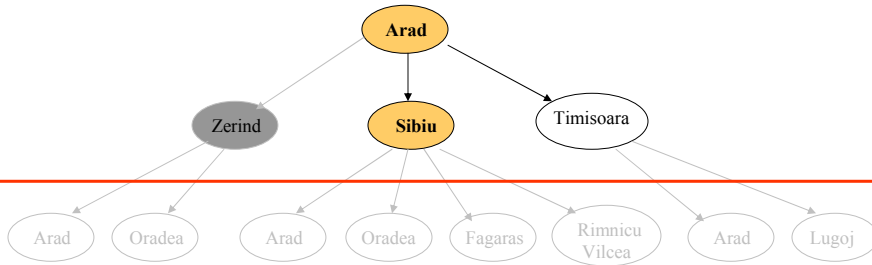 Arad
Zerind
Sibiu
Timisoara
Arad
Oradea
Arad
Oradea
Fagaras
Rimnicu
Vilcea
Arad
Lugoj